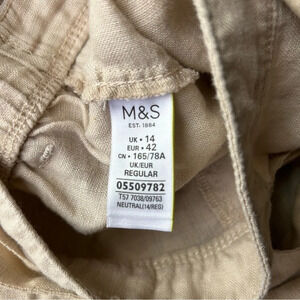 M&S
EST. 1884
UK • 14
EUR • 42
CN • 165/78A
UK/EUR
REGULAR
05509782
T57 7038/09763
NEUTRAL(14/REG)